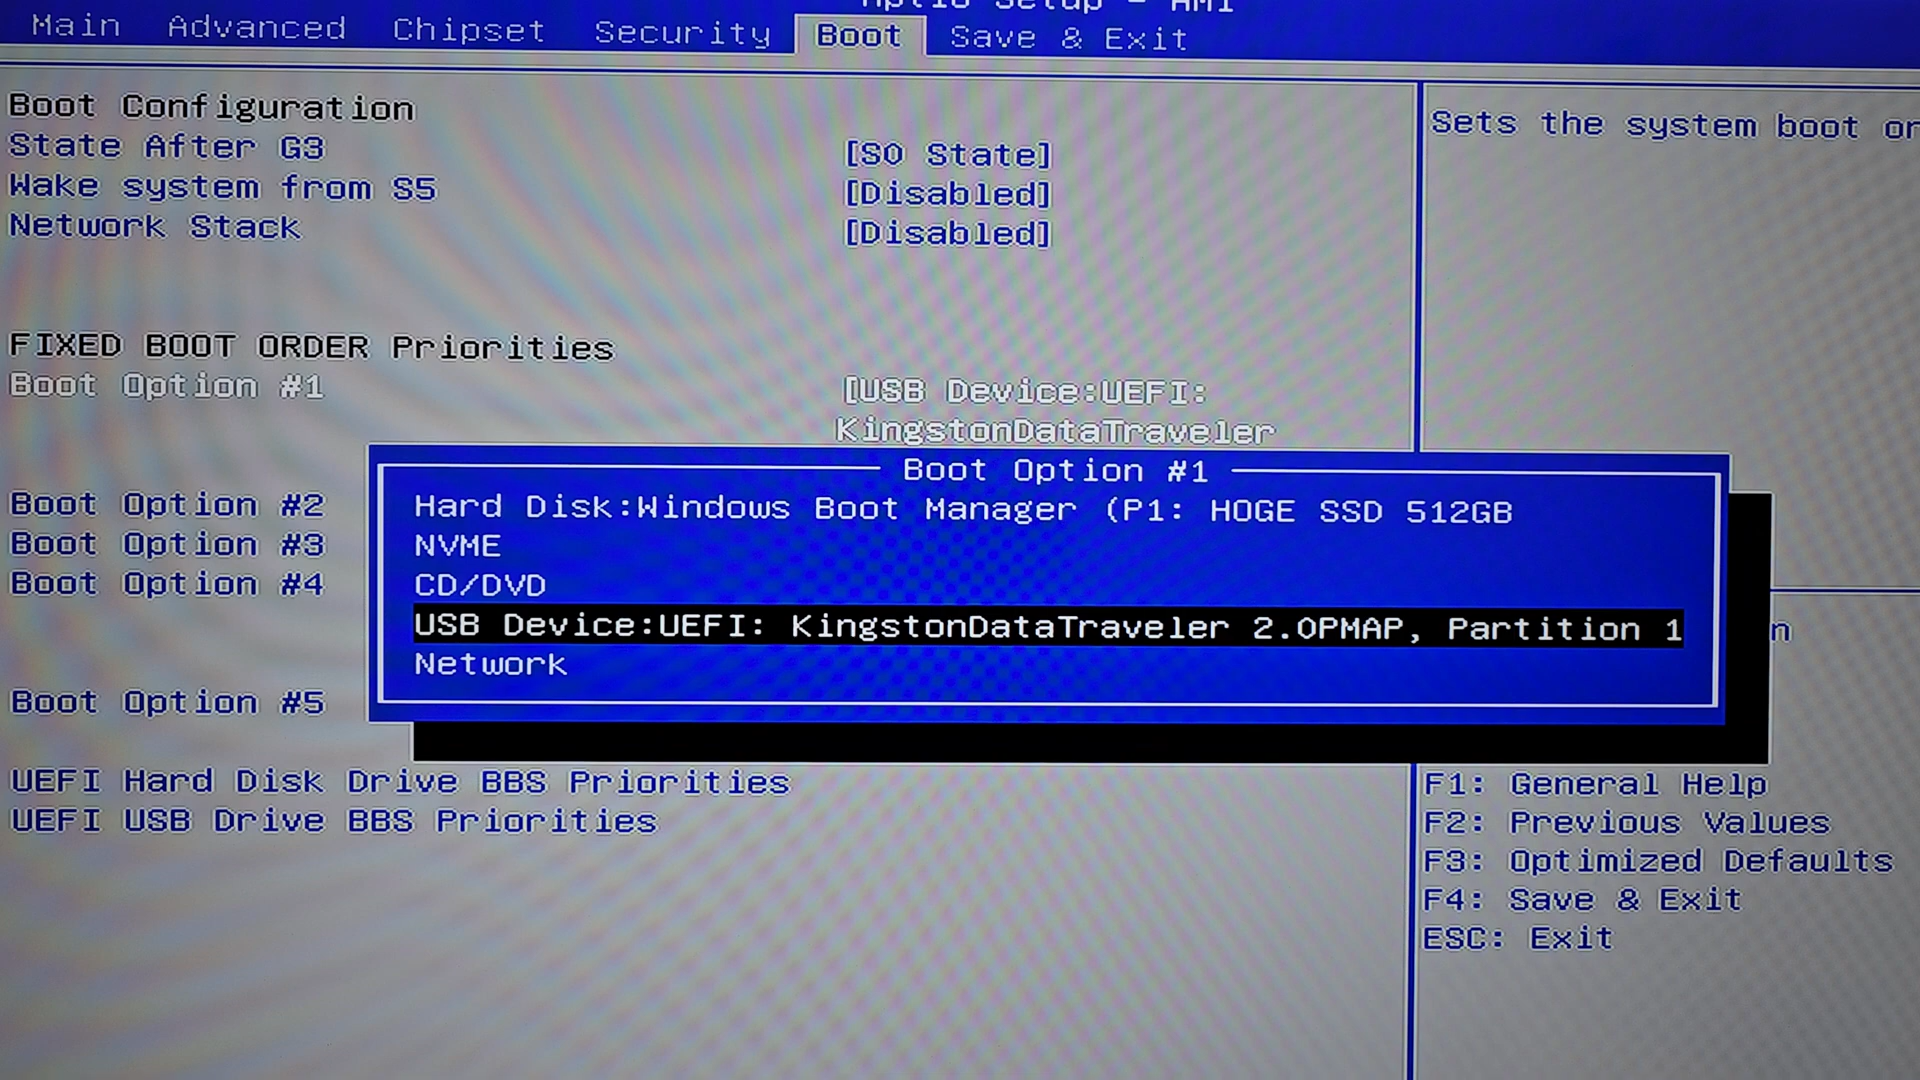 Aptio Setup - AMI
Main Advanced Chipset Security Boot Save & Exit
Boot Configuration
State After G3 [S0 State]
Wake system from S5 [Disabled]
Network Stack [Disabled]
FIXED BOOT ORDER Priorities
Boot Option #1 [USB Device:UEFI:
KingstonDataTraveler
Boot Option #2
Boot Option #3
Boot Option #4
Boot Option #5
UEFI Hard Disk Drive BBS Priorities
UEFI USB Drive BBS Priorities
Boot Option #1
Hard Disk:Windows Boot Manager (P1: HOGE SSD 512GB
NVME
CD/DVD
USB Device:UEFI: KingstonDataTraveler 2.0PMAP, Partition 1
Network
Sets the system boot or
n
F1: General Help
F2: Previous Values
F3: Optimized Defaults
F4: Save & Exit
ESC: Exit